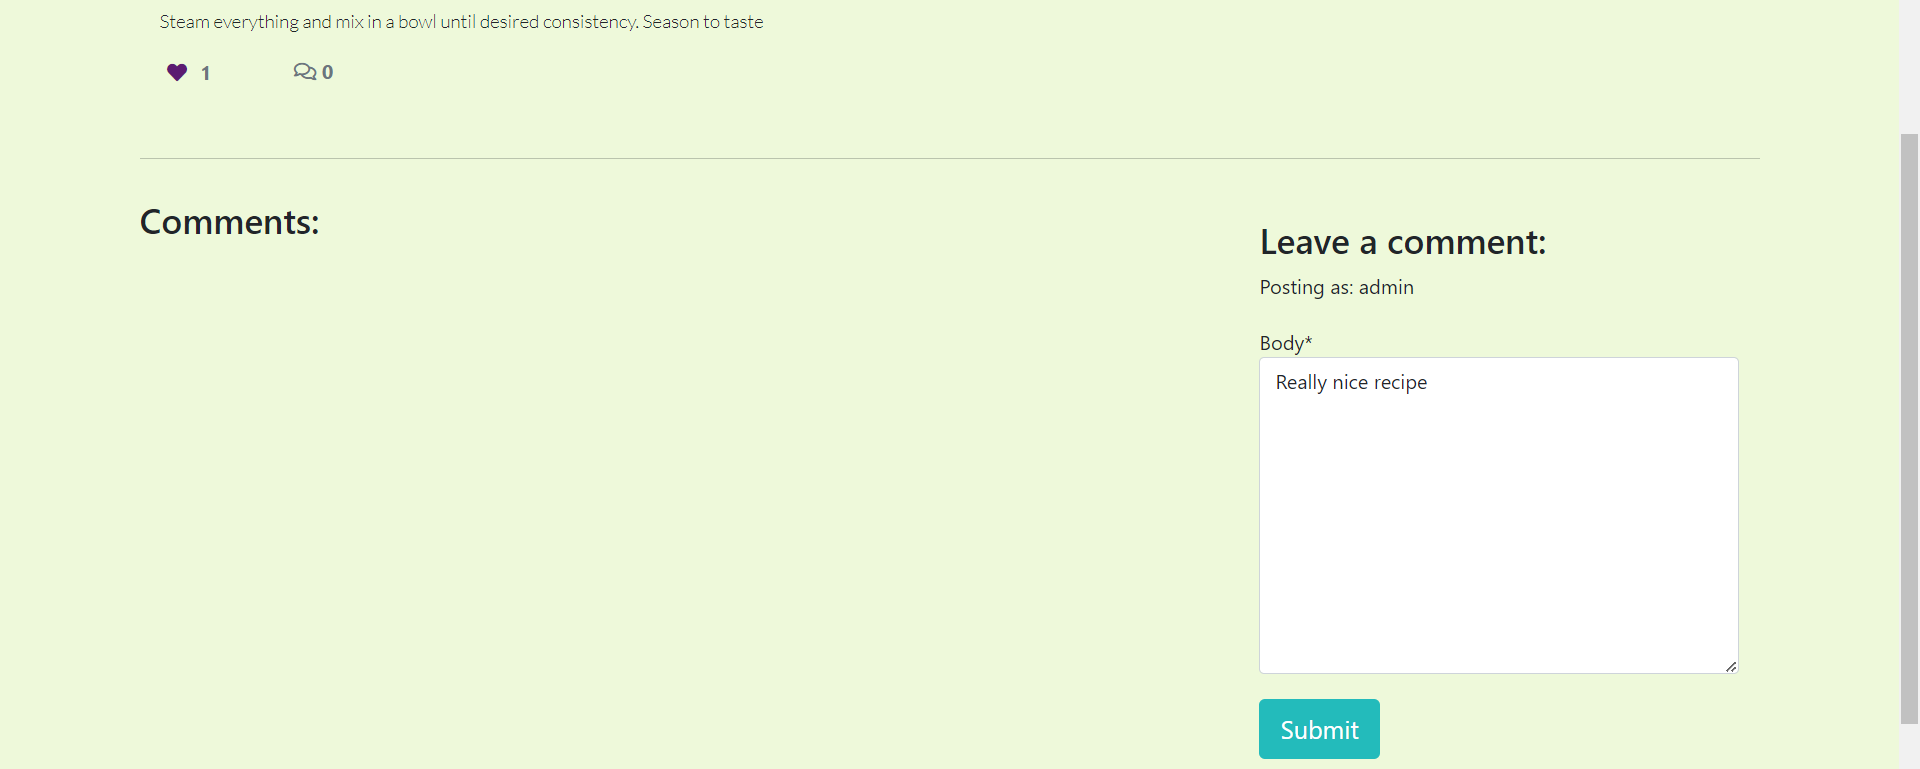 Steam everything and mix in a bowl until desired consistency. Season to taste
1 0
Comments:
Leave a comment:
Posting as: admin
Body*
Really nice recipe
Submit